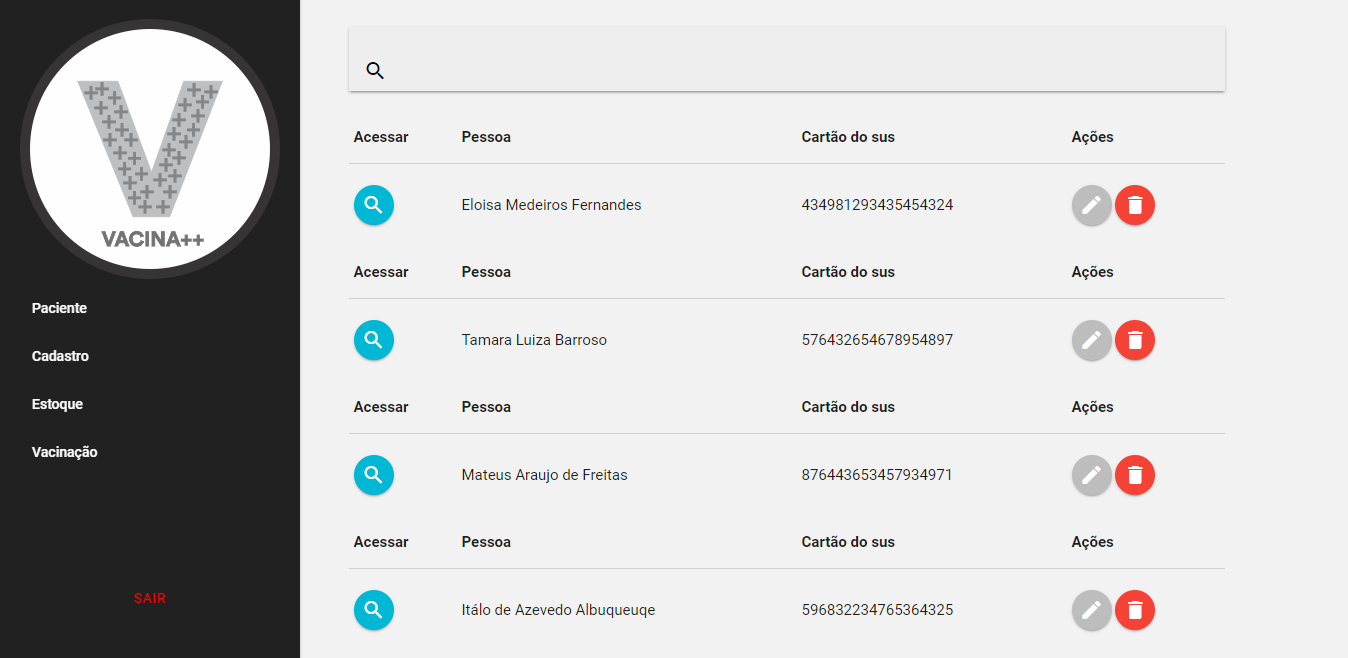 VACINA++
Paciente
Cadastro
Estoque
Vacinação
SAIR
Acessar Pessoa Cartão do sus Ações
Eloisa Medeiros Fernandes 434981293435454324
Acessar Pessoa Cartão do sus Ações
Tamara Luiza Barroso 576432654678954897
Acessar Pessoa Cartão do sus Ações
Mateus Araujo de Freitas 876443653457934971
Acessar Pessoa Cartão do sus Ações
Itálo de Azevedo Albuqueuqe 596832234765364325